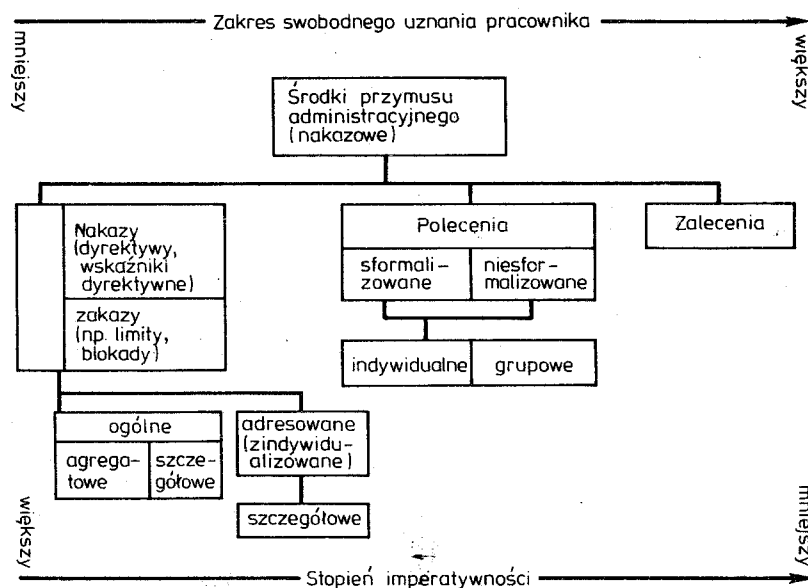 Zakres swobodnego uznania pracownika
mniejszy
większy
Środki przymusu
administracyjnego
(nakazowe)
Nakazy
(dyrektywy,
wskaźniki
dyrektywne)
zakazy
(np. limity,
blokady)
Polecenia
sformali-
zowane
niesfor-
malizowane
indywidualne
grupowe
Zalecenia
ogólne
agrega-
towe
szcze-
gółowe
adresowane
(zindywidu-
alizowane)
szczegółowe
większy
mniejszy
Stopień imperatywności